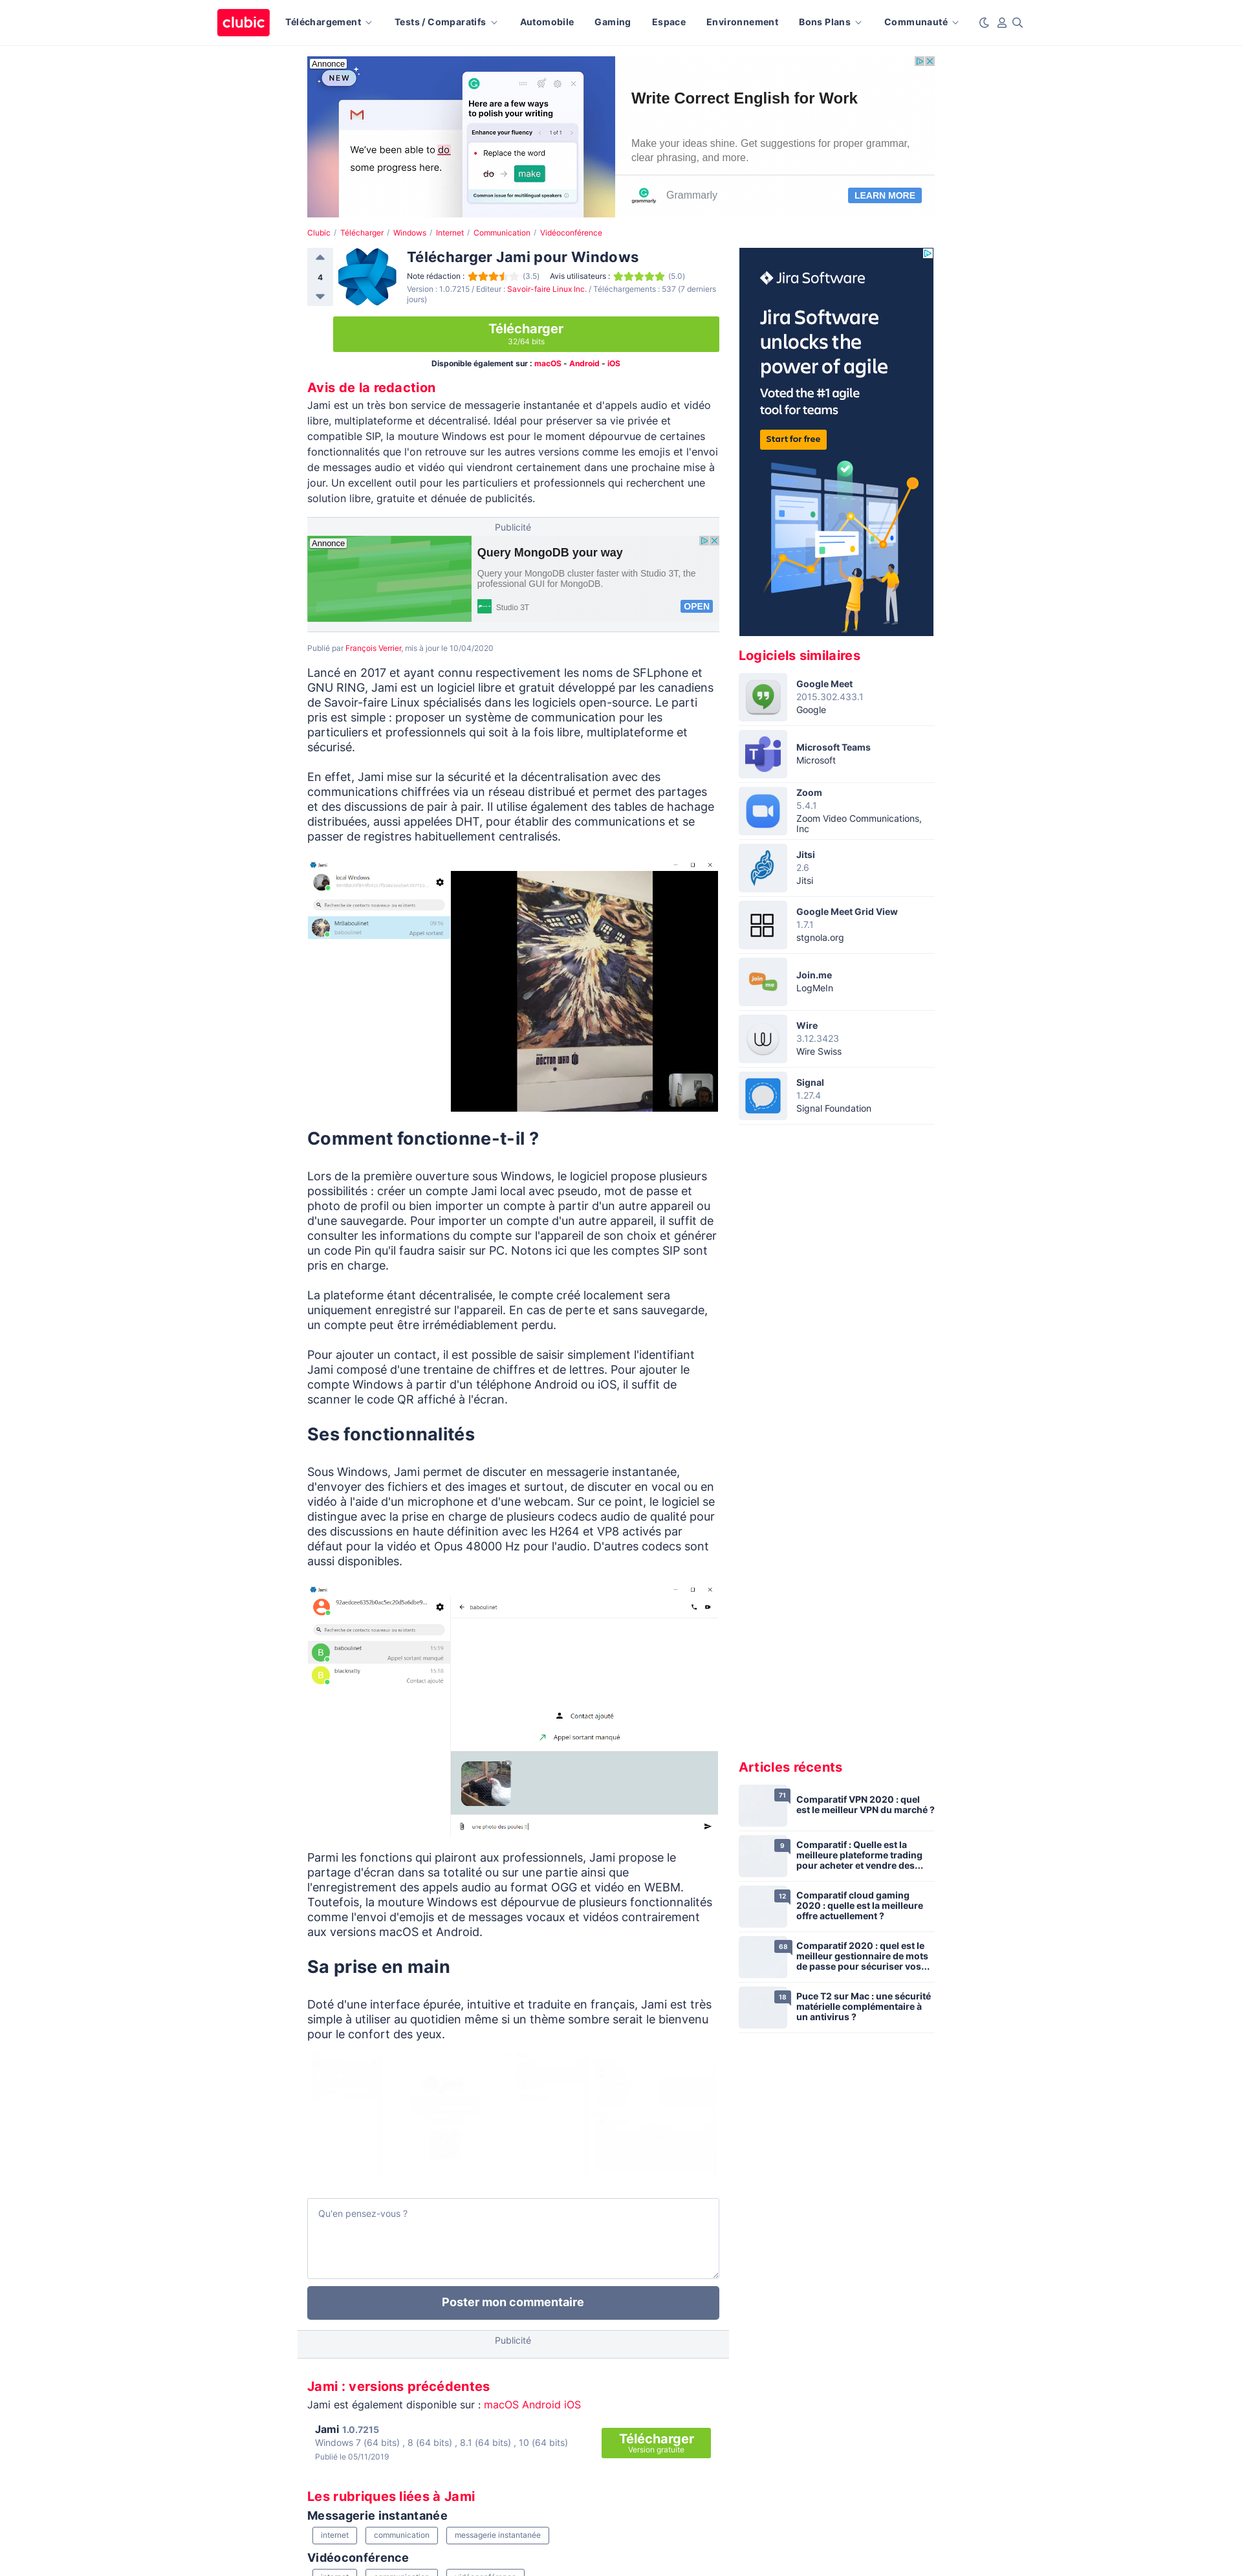 clubic
Téléchargement
Tests / Comparatifs
Automobile
Gaming
Espace
Environnement
Bons Plans
Communauté
Annonce
NEW
We've been able to do
some progress here.
Here are a few ways
to polish your writing
Enhance your fluency
1 of 1
Replace the word
do → make
Common issue for multilingual speakers
Write Correct English for Work
Make your ideas shine. Get suggestions for proper grammar,
clear phrasing, and more.
grammarly
Grammarly
LEARN MORE
Clubic / Télécharger / Windows / Internet / Communication / Vidéoconférence
4
Télécharger Jami pour Windows
Note rédaction : (3.5) Avis utilisateurs : (5.0)
Version : 1.0.7215 / Editeur : Savoir-faire Linux Inc. / Téléchargements : 537 (7 derniers
jours)
Télécharger
32/64 bits
Disponible également sur : macOS - Android - iOS
Avis de la redaction
Jami est un très bon service de messagerie instantanée et d'appels audio et vidéo
libre, multiplateforme et décentralisé. Idéal pour préserver sa vie privée et
compatible SIP, la mouture Windows est pour le moment dépourvue de certaines
fonctionnalités que l'on retrouve sur les autres versions comme les emojis et l'envoi
de messages audio et vidéo qui viendront certainement dans une prochaine mise à
jour. Un excellent outil pour les particuliers et professionnels qui recherchent une
solution libre, gratuite et dénuée de publicités.
Publicité
Annonce
Query MongoDB your way
Query your MongoDB cluster faster with Studio 3T, the
professional GUI for MongoDB.
Studio 3T
OPEN
Publié par François Verrier, mis à jour le 10/04/2020
Lancé en 2017 et ayant connu respectivement les noms de SFLphone et
GNU RING, Jami est un logiciel libre et gratuit développé par les canadiens
de Savoir-faire Linux spécialisés dans les logiciels open-source. Le parti
pris est simple : proposer un système de communication pour les
particuliers et professionnels qui soit à la fois libre, multiplateforme et
sécurisé.
En effet, Jami mise sur la sécurité et la décentralisation avec des
communications chiffrées via un réseau distribué et permet des partages
et des discussions de pair à pair. Il utilise également des tables de hachage
distribuées, aussi appelées DHT, pour établir des communications et se
passer de registres habituellement centralisés.
Jami
local Windows
Recherche de contacts nouveaux ou existants
Mrllaboulinet
09:16
baboulinet
Appel sortant
DOCTOR WHO
Comment fonctionne-t-il ?
Lors de la première ouverture sous Windows, le logiciel propose plusieurs
possibilités : créer un compte Jami local avec pseudo, mot de passe et
photo de profil ou bien importer un compte à partir d'un autre appareil ou
d'une sauvegarde. Pour importer un compte d'un autre appareil, il suffit de
consulter les informations du compte sur l'appareil de son choix et générer
un code Pin qu'il faudra saisir sur PC. Notons ici que les comptes SIP sont
pris en charge.
La plateforme étant décentralisée, le compte créé localement sera
uniquement enregistré sur l'appareil. En cas de perte et sans sauvegarde,
un compte peut être irrémédiablement perdu.
Pour ajouter un contact, il est possible de saisir simplement l'identifiant
Jami composé d'une trentaine de chiffres et de lettres. Pour ajouter le
compte Windows à partir d'un téléphone Android ou iOS, il suffit de
scanner le code QR affiché à l'écran.
Ses fonctionnalités
Sous Windows, Jami permet de discuter en messagerie instantanée,
d'envoyer des fichiers et des images et surtout, de discuter en vocal ou en
vidéo à l'aide d'un microphone et d'une webcam. Sur ce point, le logiciel se
distingue avec la prise en charge de plusieurs codecs audio de qualité pour
des discussions en haute définition avec les H264 et VP8 activés par
défaut pour la vidéo et Opus 48000 Hz pour l'audio. D'autres codecs sont
aussi disponibles.
Jami
92aedcee6352b0ac5ec20d5a6dbe9...
baboulinet
Recherche de contacts nouveaux ou existants
B
baboulinet
15:19
Appel sortant manqué
B
blacknally
15:18
Contact ajouté
Contact ajouté
Appel sortant manqué
une photo des poules !!
Parmi les fonctions qui plairont aux professionnels, Jami propose le
partage d'écran dans sa totalité ou sur une partie ainsi que
l'enregistrement des appels audio au format OGG et vidéo en WEBM.
Toutefois, la mouture Windows est dépourvue de plusieurs fonctionnalités
comme l'envoi d'emojis et de messages vocaux et vidéos contrairement
aux versions macOS et Android.
Sa prise en main
Doté d'une interface épurée, intuitive et traduite en français, Jami est très
simple à utiliser au quotidien même si un thème sombre serait le bienvenu
pour le confort des yeux.
Qu'en pensez-vous ?
Poster mon commentaire
Publicité
Jami : versions précédentes
Jami est également disponible sur : macOS Android iOS
Jami 1.0.7215
Windows 7 (64 bits) , 8 (64 bits) , 8.1 (64 bits) , 10 (64 bits)
Publié le 05/11/2019
Télécharger
Version gratuite
Les rubriques liées à Jami
Messagerie instantanée
internet
communication
messagerie instantanée
Vidéoconférence
Jira Software
Jira Software
unlocks the
power of agile
Voted the #1 agile
tool for teams
Start for free
Logiciels similaires
Google Meet
2015.302.433.1
Google
Microsoft Teams
Microsoft
Zoom
5.4.1
Zoom Video Communications,
Inc
Jitsi
2.6
Jitsi
Google Meet Grid View
1.7.1
stgnola.org
Join.me
LogMeIn
Wire
3.12.3423
Wire Swiss
Signal
1.27.4
Signal Foundation
Articles récents
71
Comparatif VPN 2020 : quel
est le meilleur VPN du marché ?
9
Comparatif : Quelle est la
meilleure plateforme trading
pour acheter et vendre des...
12
Comparatif cloud gaming
2020 : quelle est la meilleure
offre actuellement ?
68
Comparatif 2020 : quel est le
meilleur gestionnaire de mots
de passe pour sécuriser vos...
18
Puce T2 sur Mac : une sécurité
matérielle complémentaire à
un antivirus ?